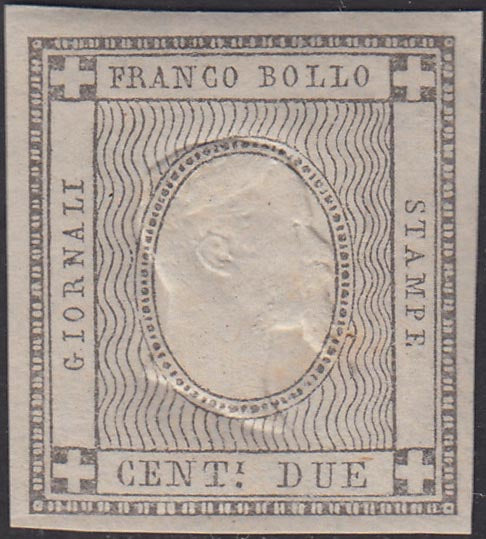 FRANCO BOLLO
GIORNALI
STAMPE
CENT.ᴵ DUE